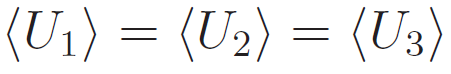 ⟨U₁⟩ = ⟨U₂⟩ = ⟨U₃⟩